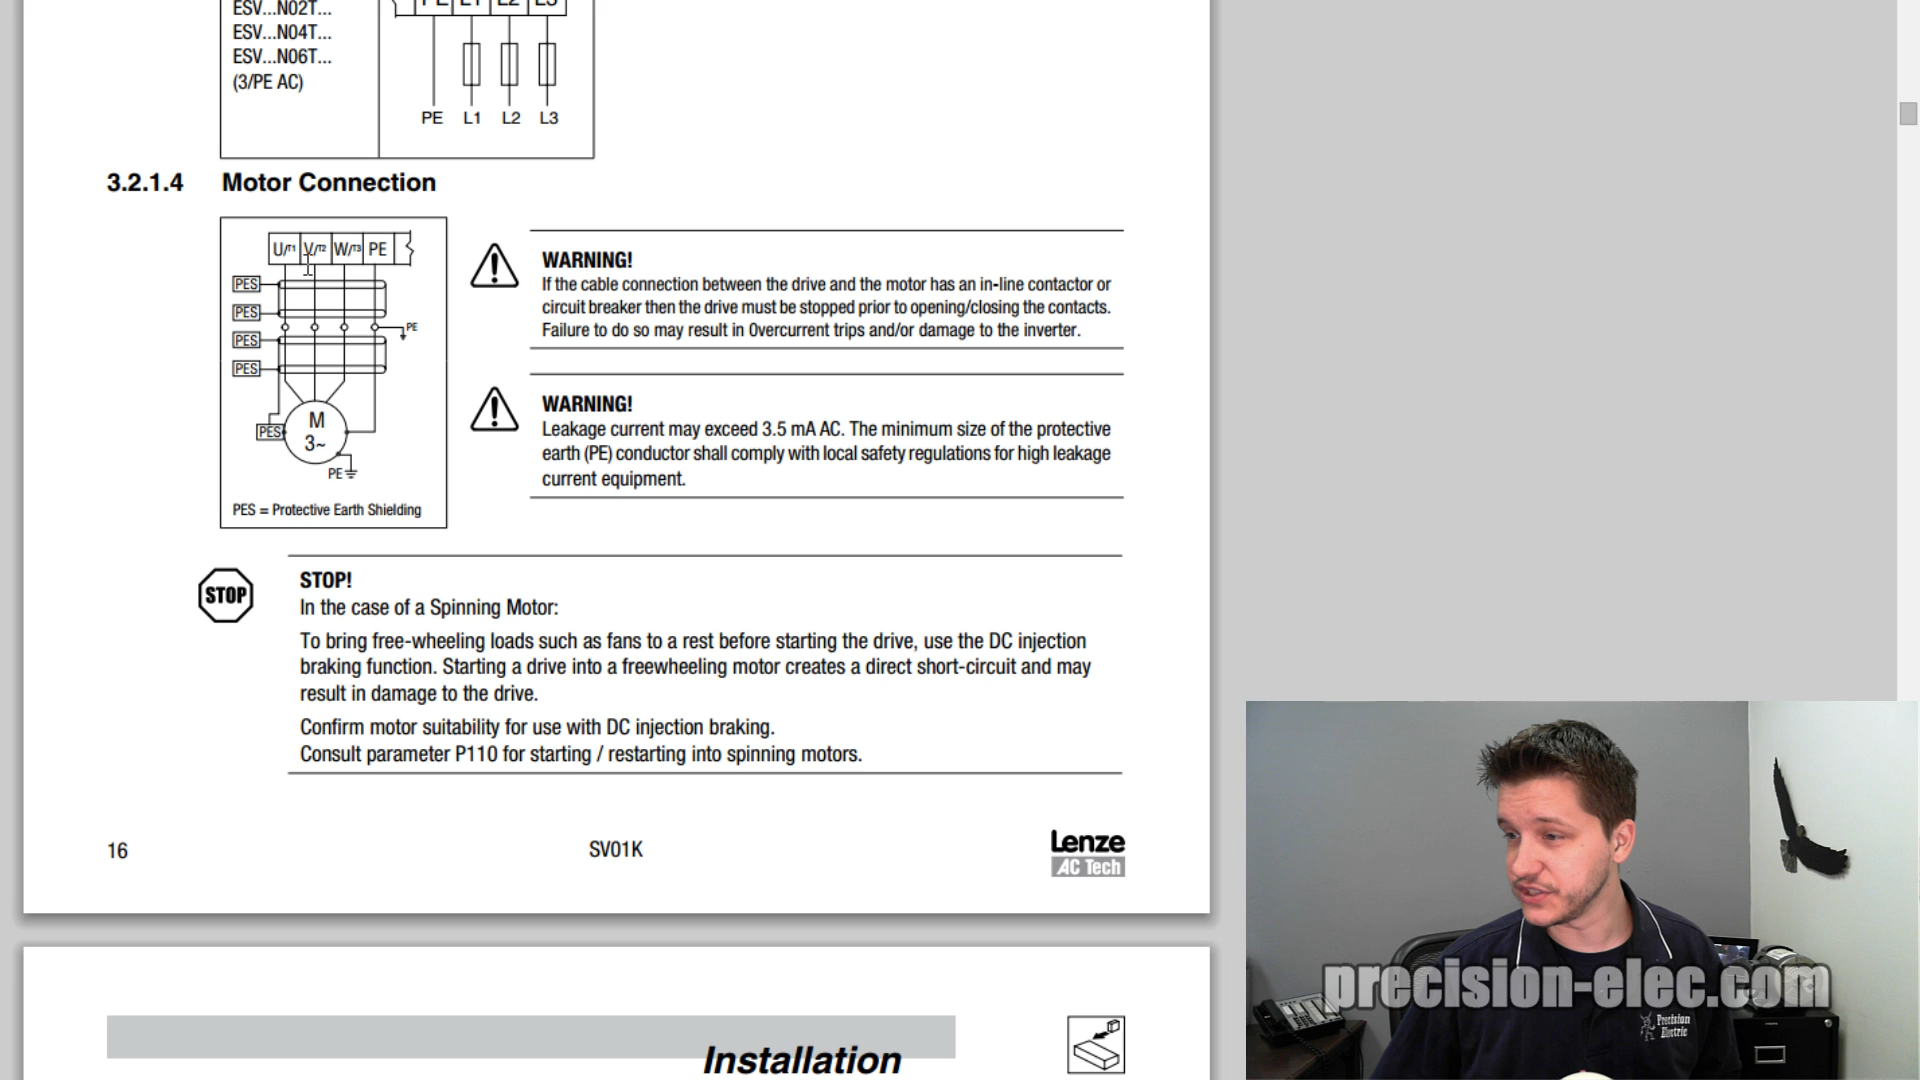 ESV...N02T...
ESV...N04T...
ESV...N06T...
(3/PE AC)
PE L1 L2 L3
PE L1 L2 L3
3.2.1.4 Motor Connection
U/T1 V/T2 W/T3 PE
PES
PES
PE
PES
PES
M
3~
PES
PE
PES = Protective Earth Shielding
WARNING!
If the cable connection between the drive and the motor has an in-line contactor or
circuit breaker then the drive must be stopped prior to opening/closing the contacts.
Failure to do so may result in Overcurrent trips and/or damage to the inverter.
WARNING!
Leakage current may exceed 3.5 mA AC. The minimum size of the protective
earth (PE) conductor shall comply with local safety regulations for high leakage
current equipment.
STOP
STOP!
In the case of a Spinning Motor:
To bring free-wheeling loads such as fans to a rest before starting the drive, use the DC injection
braking function. Starting a drive into a freewheeling motor creates a direct short-circuit and may
result in damage to the drive.
Confirm motor suitability for use with DC injection braking.
Consult parameter P110 for starting / restarting into spinning motors.
16 SV01K Lenze
AC Tech
Installation
precision-elec.com
Precision
Electric